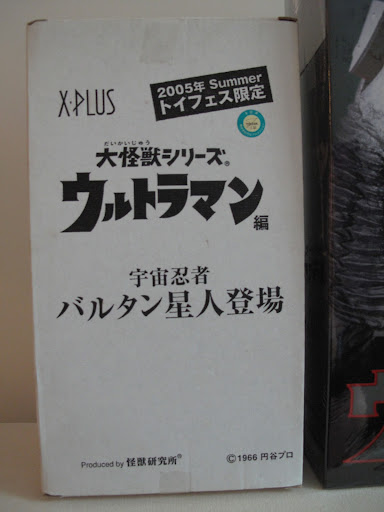 X·PLUS
2005年 Summer
トイフェス限定
だいかいじゅう
大怪獣シリーズ®
ウルトラマン編
宇宙忍者
バルタン星人登場
Produced by 怪獣研究所®
©1966 円谷プロ